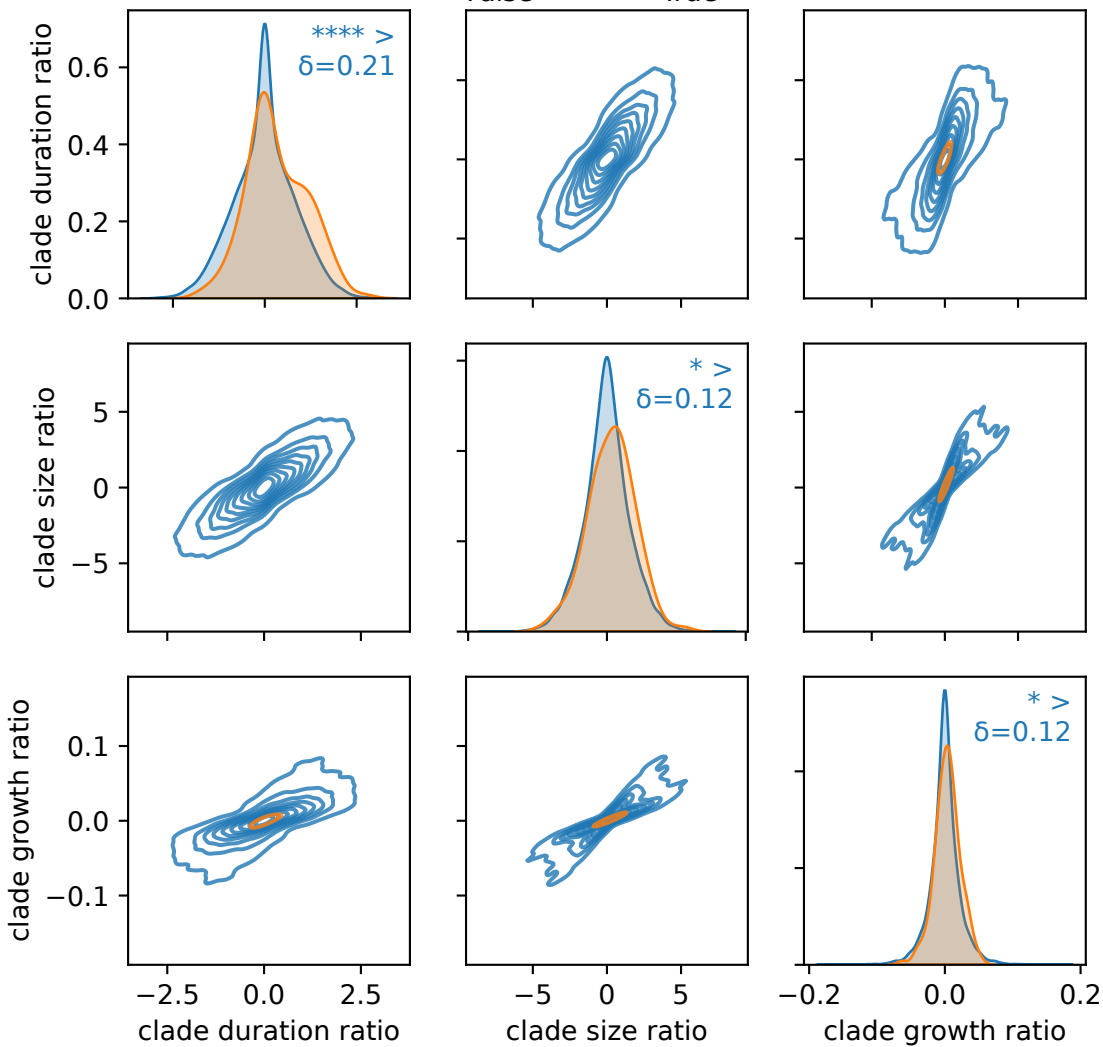 clade duration ratio
0.6
0.4
0.2
0.0
**** >
δ=0.21
clade size ratio
5
0
−5
* >
δ=0.12
clade growth ratio
0.1
0.0
−0.1
* >
δ=0.12
−2.5 0.0 2.5
−5 0 5
−0.2 0.0 0.2
clade duration ratio
clade size ratio
clade growth ratio